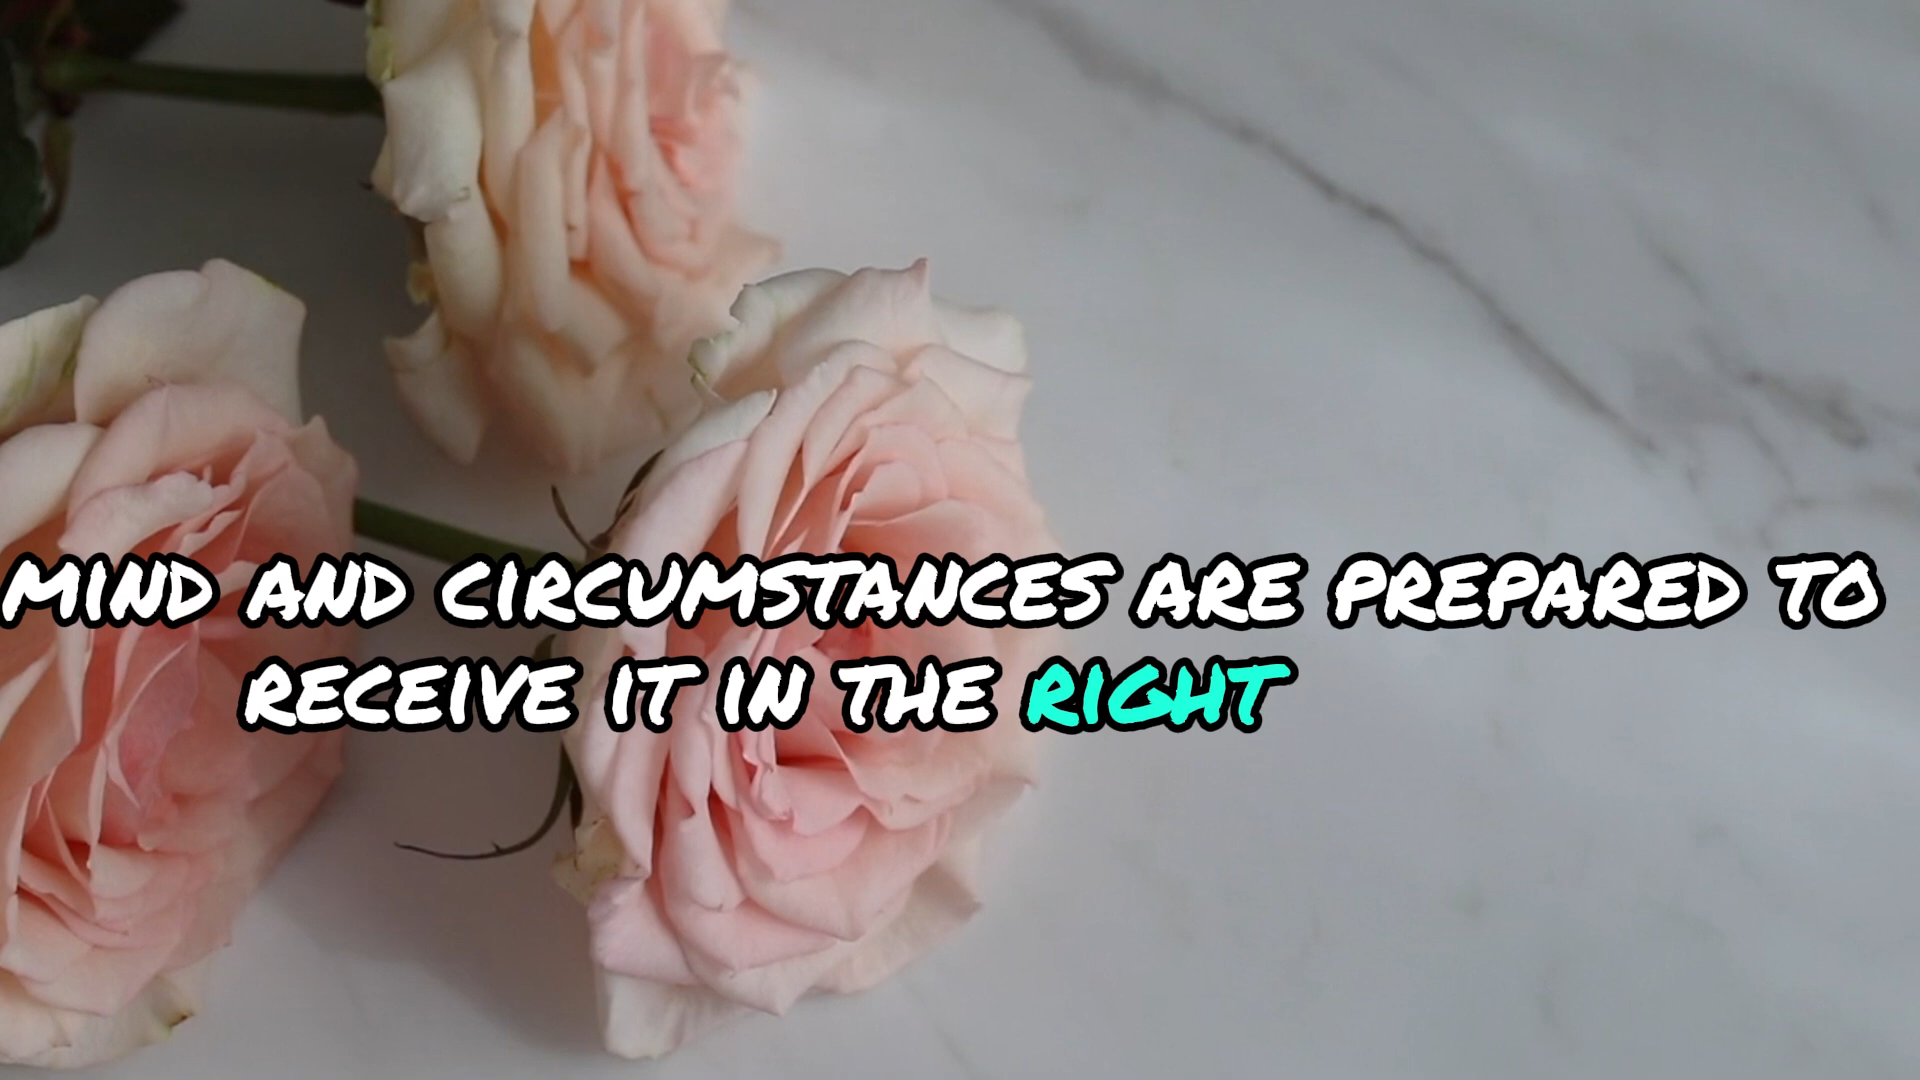 MIND AND CIRCUMSTANCES ARE PREPARED TO
RECEIVE IT IN THE RIGHT